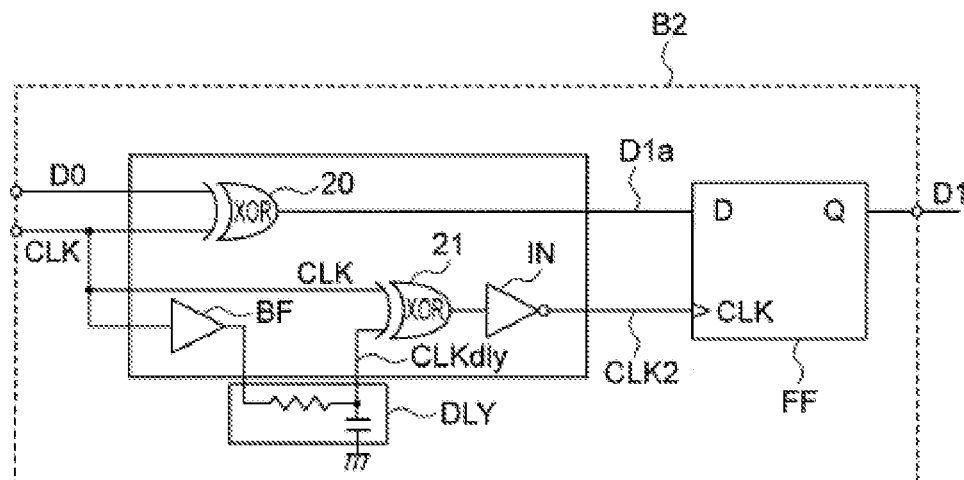 B2
D0
20
XOR
D1a
D
Q
D1
CLK
CLK
21
XOR
IN
BF
CLKdly
CLK2
CLK
FF
DLY